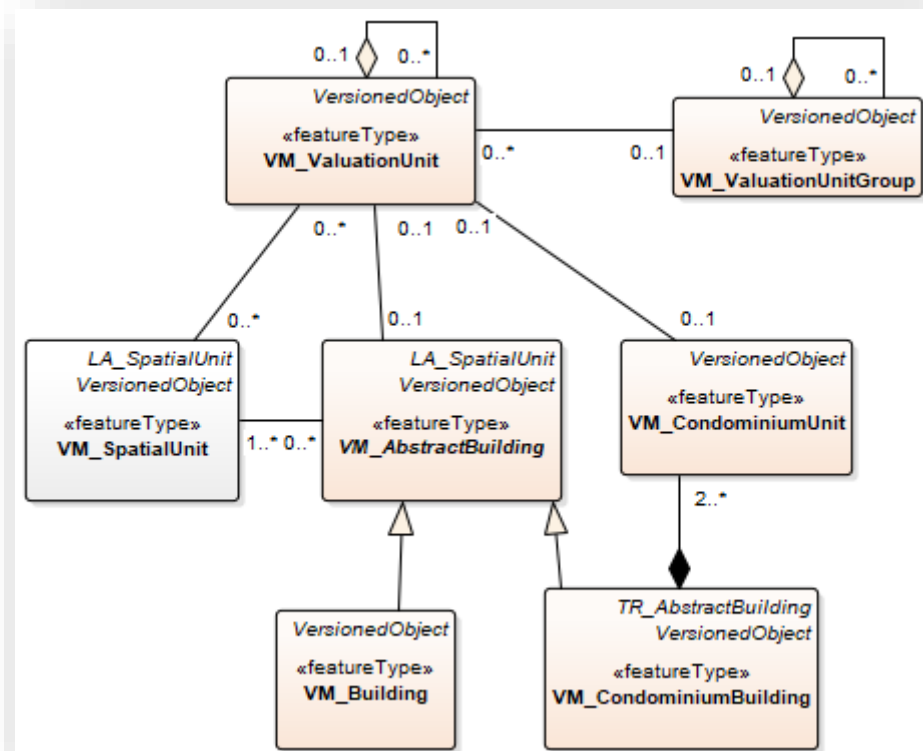 0..1
0..*
VersionedObject
«featureType»
VM_ValuationUnit
0..1
0..*
VersionedObject
«featureType»
VM_ValuationUnitGroup
0..*
0..1
0..*
0..1
0..1
0..*
0..1
0..1
LA_SpatialUnit
VersionedObject
«featureType»
VM_SpatialUnit
1..*
0..*
LA_SpatialUnit
VersionedObject
«featureType»
VM_AbstractBuilding
VersionedObject
«featureType»
VM_CondominiumUnit
2..*
VersionedObject
«featureType»
VM_Building
TR_AbstractBuilding
VersionedObject
«featureType»
VM_CondominiumBuilding